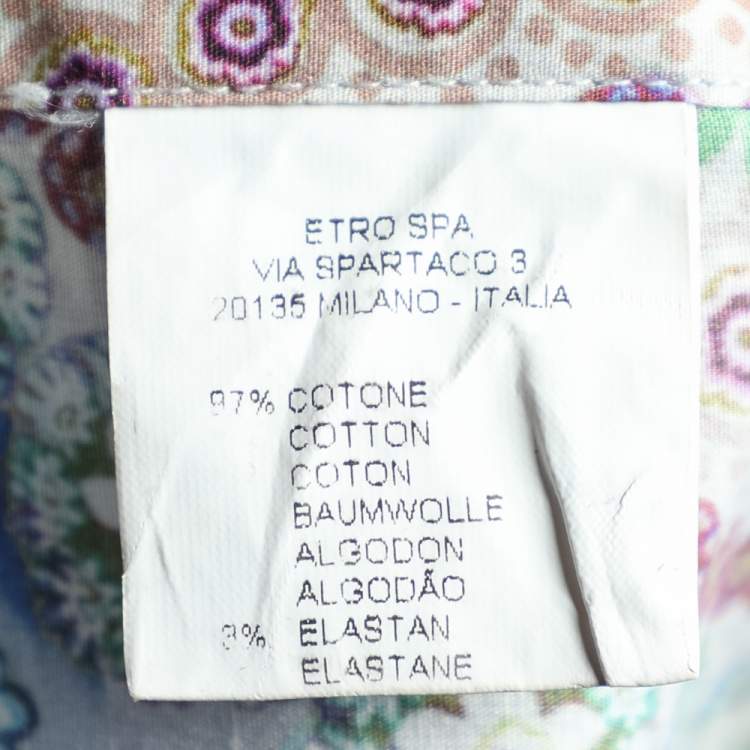 ETRO SPA
VIA SPARTACO 3
20135 MILANO - ITALIA
97% COTONE
COTTON
COTON
BAUMWOLLE
ALGODON
ALGODÃO
3% ELASTAN
ELASTANE